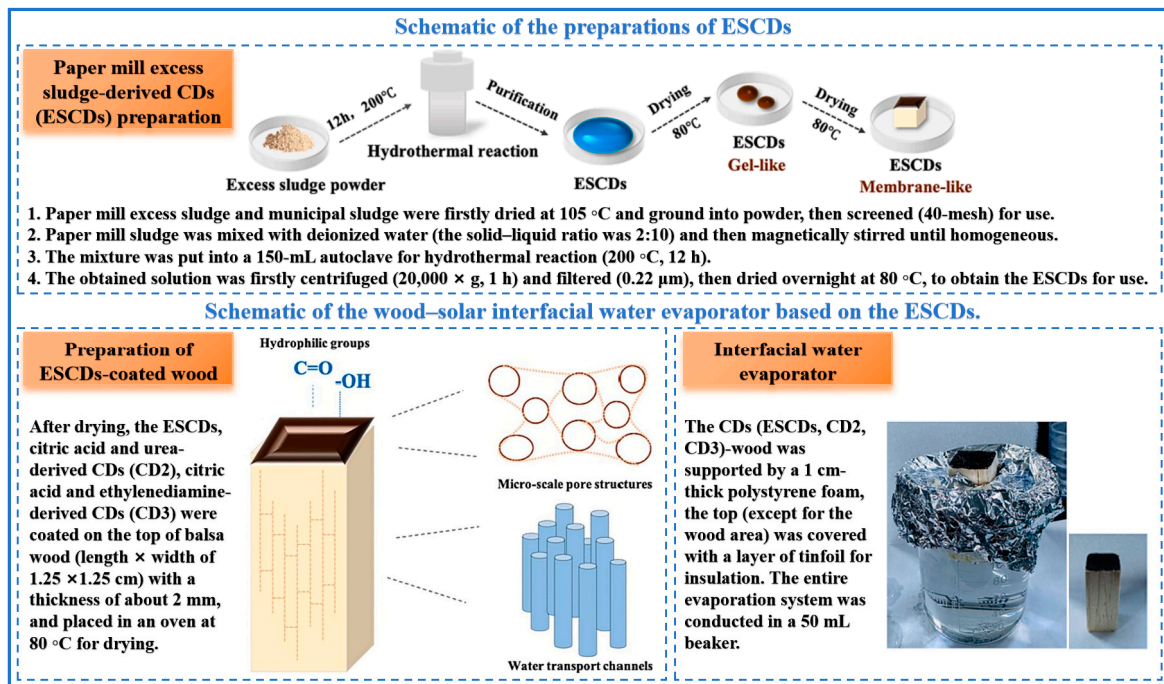 Schematic of the preparations of ESCDs
Paper mill excess
sludge-derived CDs
(ESCDs) preparation
12h, 200℃
Purification
Drying
80℃
Drying
80℃
Excess sludge powder
Hydrothermal reaction
ESCDs
ESCDs
Gel-like
ESCDs
Membrane-like
1. Paper mill excess sludge and municipal sludge were firstly dried at 105 °C and ground into powder, then screened (40-mesh) for use.
2. Paper mill sludge was mixed with deionized water (the solid–liquid ratio was 2:10) and then magnetically stirred until homogeneous.
3. The mixture was put into a 150-mL autoclave for hydrothermal reaction (200 °C, 12 h).
4. The obtained solution was firstly centrifuged (20,000 × g, 1 h) and filtered (0.22 μm), then dried overnight at 80 °C, to obtain the ESCDs for use.
Schematic of the wood–solar interfacial water evaporator based on the ESCDs.
Preparation of
ESCDs-coated wood
After drying, the ESCDs,
citric acid and urea-
derived CDs (CD2), citric
acid and ethylenediamine-
derived CDs (CD3) were
coated on the top of balsa
wood (length × width of
1.25 ×1.25 cm) with a
thickness of about 2 mm,
and placed in an oven at
80 °C for drying.
Hydrophilic groups
C=O
-OH
Micro-scale pore structures
Water transport channels
Interfacial water
evaporator
The CDs (ESCDs, CD2,
CD3)-wood was
supported by a 1 cm-
thick polystyrene foam,
the top (except for the
wood area) was covered
with a layer of tinfoil for
insulation. The entire
evaporation system was
conducted in a 50 mL
beaker.